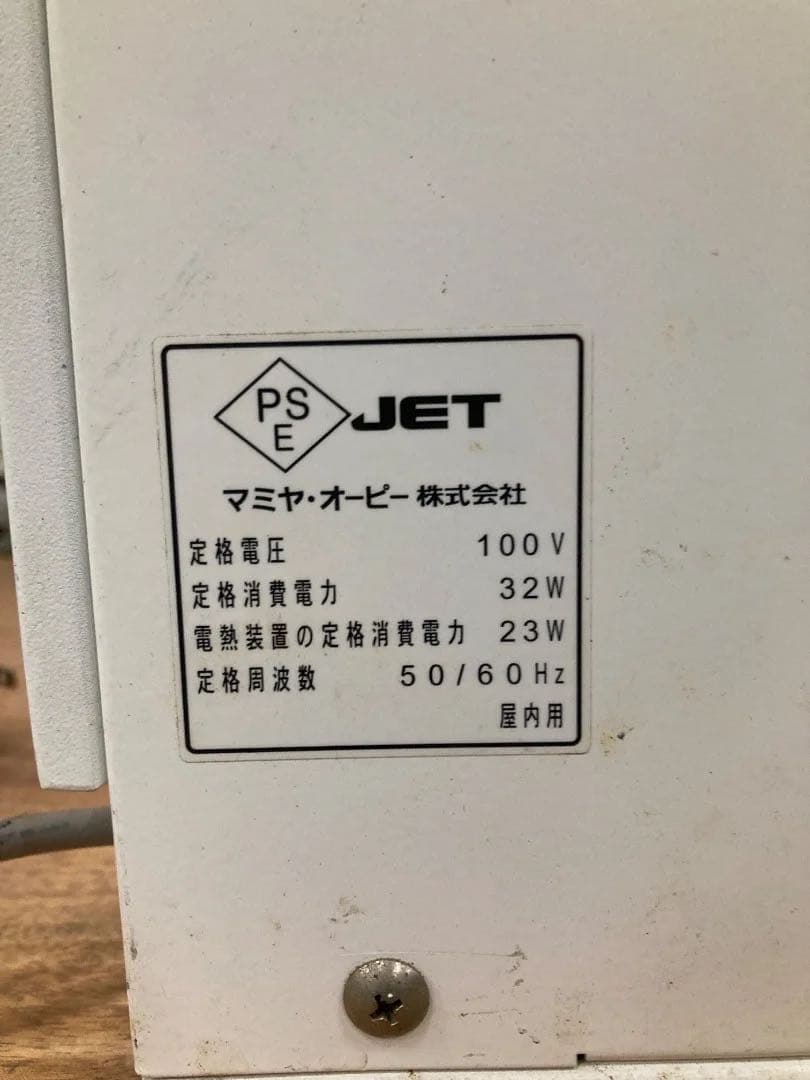 PS
E
JET
マミヤ・オーピー株式会社
定格電圧 100V
定格消費電力 32W
電熱装置の定格消費電力 23W
定格周波数 50/60Hz
屋内用